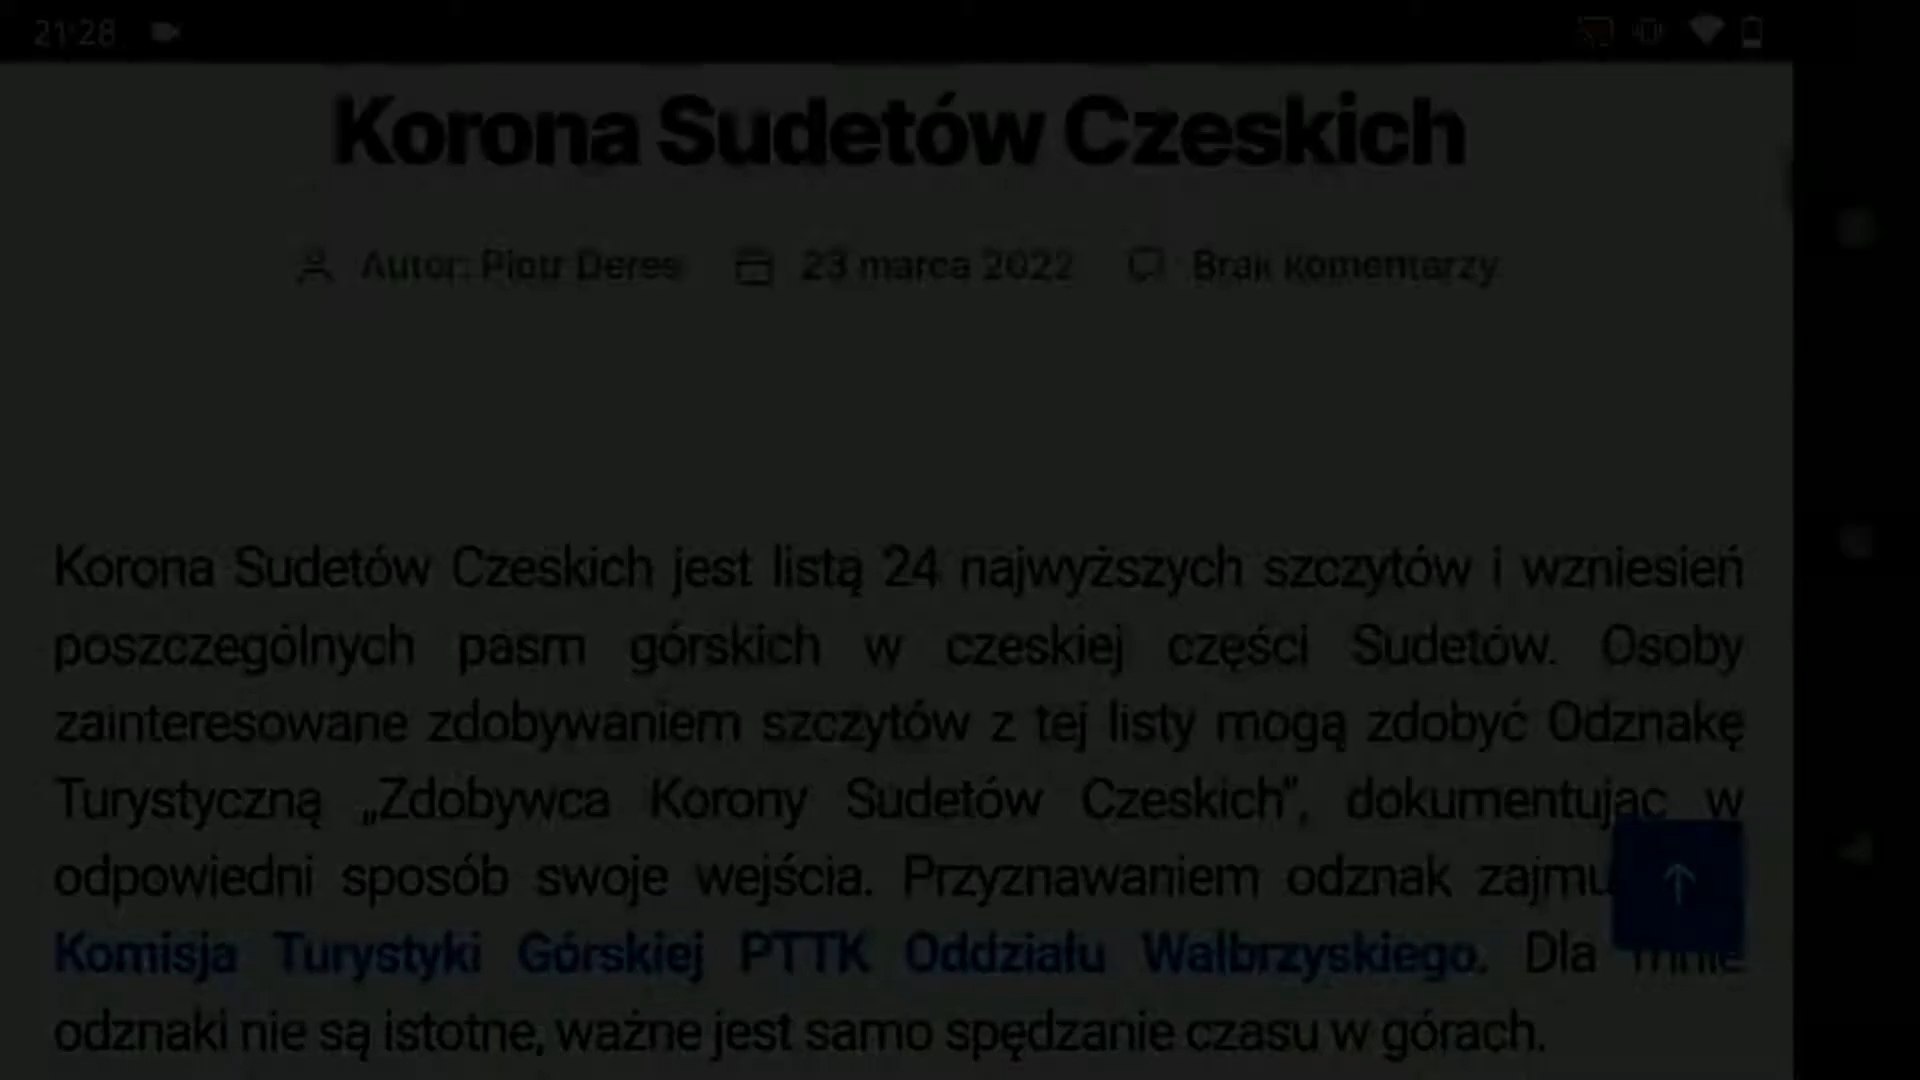 21:28
Korona Sudetów Czeskich
Autor: Piotr Deres 23 marca 2022 Brak komentarzy
Korona Sudetów Czeskich jest listą 24 najwyższych szczytów i wzniesień
poszczególnych pasm górskich w czeskiej części Sudetów. Osoby
zainteresowane zdobywaniem szczytów z tej listy mogą zdobyć Odznakę
Turystyczną „Zdobywca Korony Sudetów Czeskich”, dokumentując w
odpowiedni sposób swoje wejścia. Przyznawaniem odznak zajmu
Komisja Turystyki Górskiej PTTK Oddziału Wałbrzyskiego. Dla mnie
odznaki nie są istotne, ważne jest samo spędzanie czasu w górach.